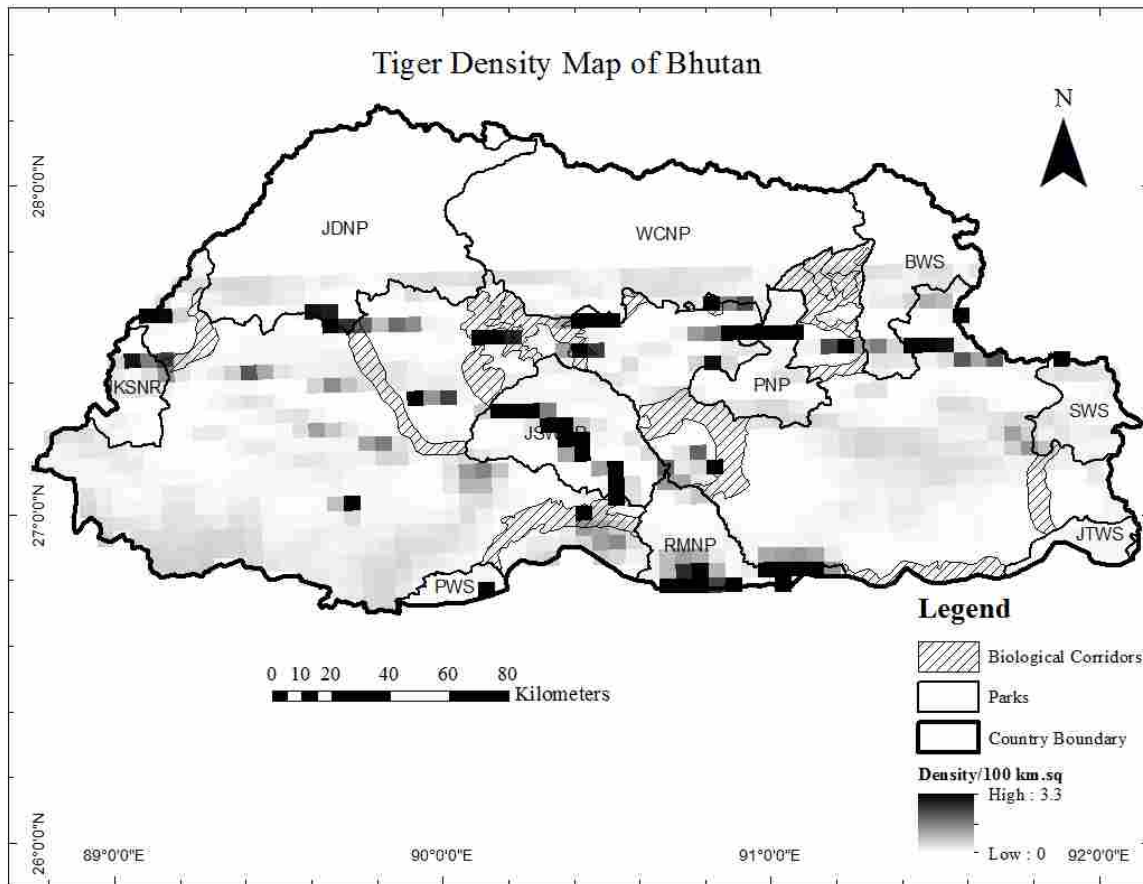 Tiger Density Map of Bhutan
N
28°0'0"N
JDNP
WCNP
BWS
KSNR
PNP
SWS
27°0'0"N
RMNP
JTWS
PWS
Legend
0 10 20 40 60 80
Kilometers
Biological Corridors
Parks
Country Boundary
Density/100 km.sq
High : 3.3
Low : 0
26°0'0"N
89°0'0"E
90°0'0"E
91°0'0"E
92°0'0"E